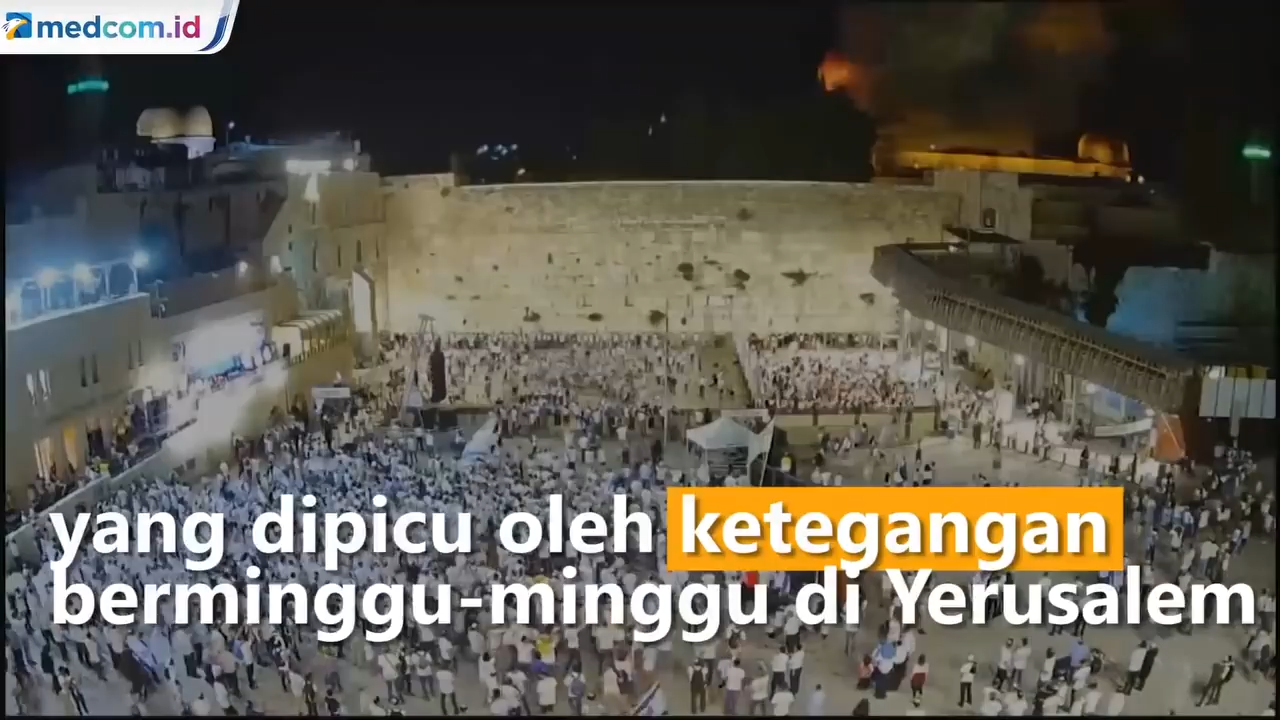 medcom.id
yang dipicu oleh ketegangan
berminggu-minggu di Yerusalem